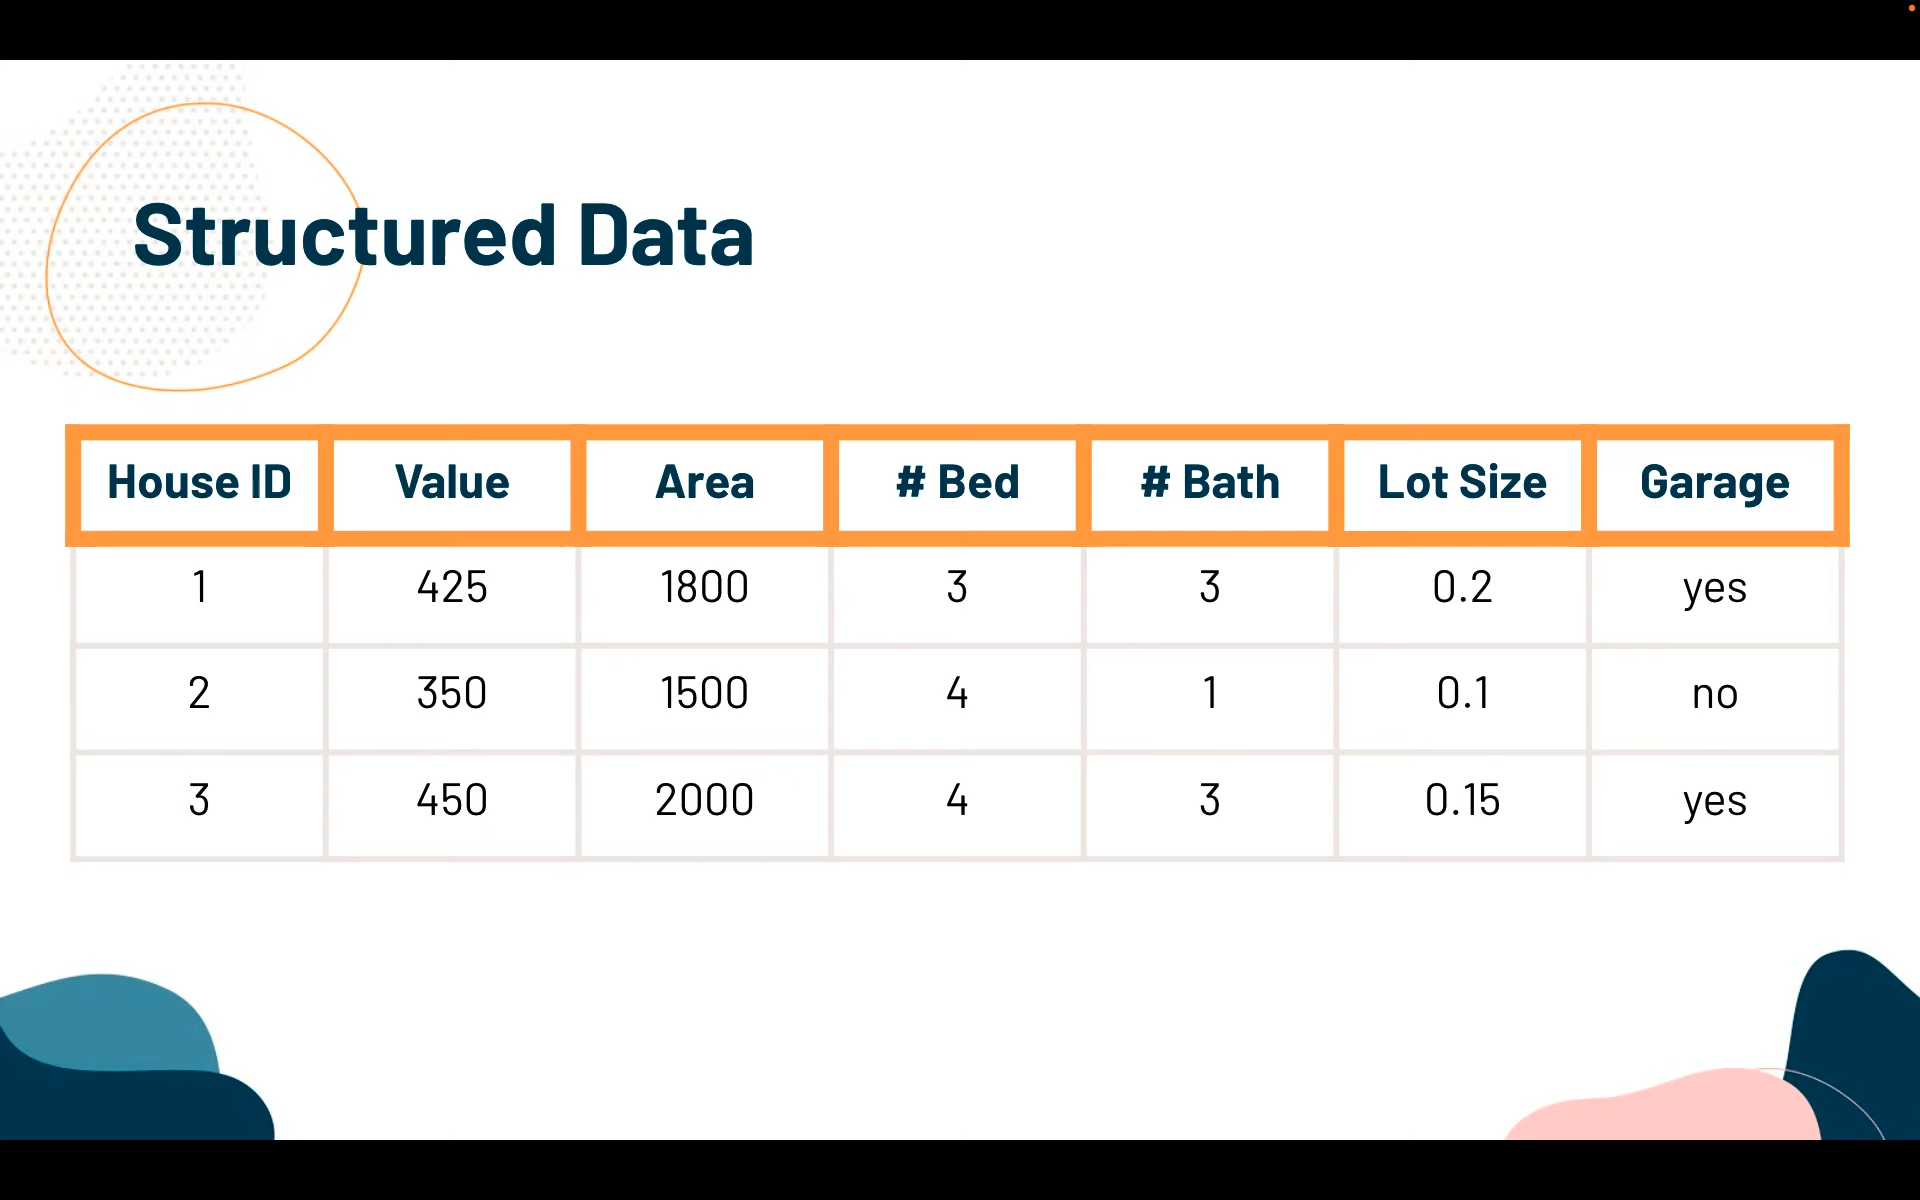 Structured Data
House ID Value Area # Bed # Bath Lot Size Garage
1 425 1800 3 3 0.2 yes
2 350 1500 4 1 0.1 no
3 450 2000 4 3 0.15 yes